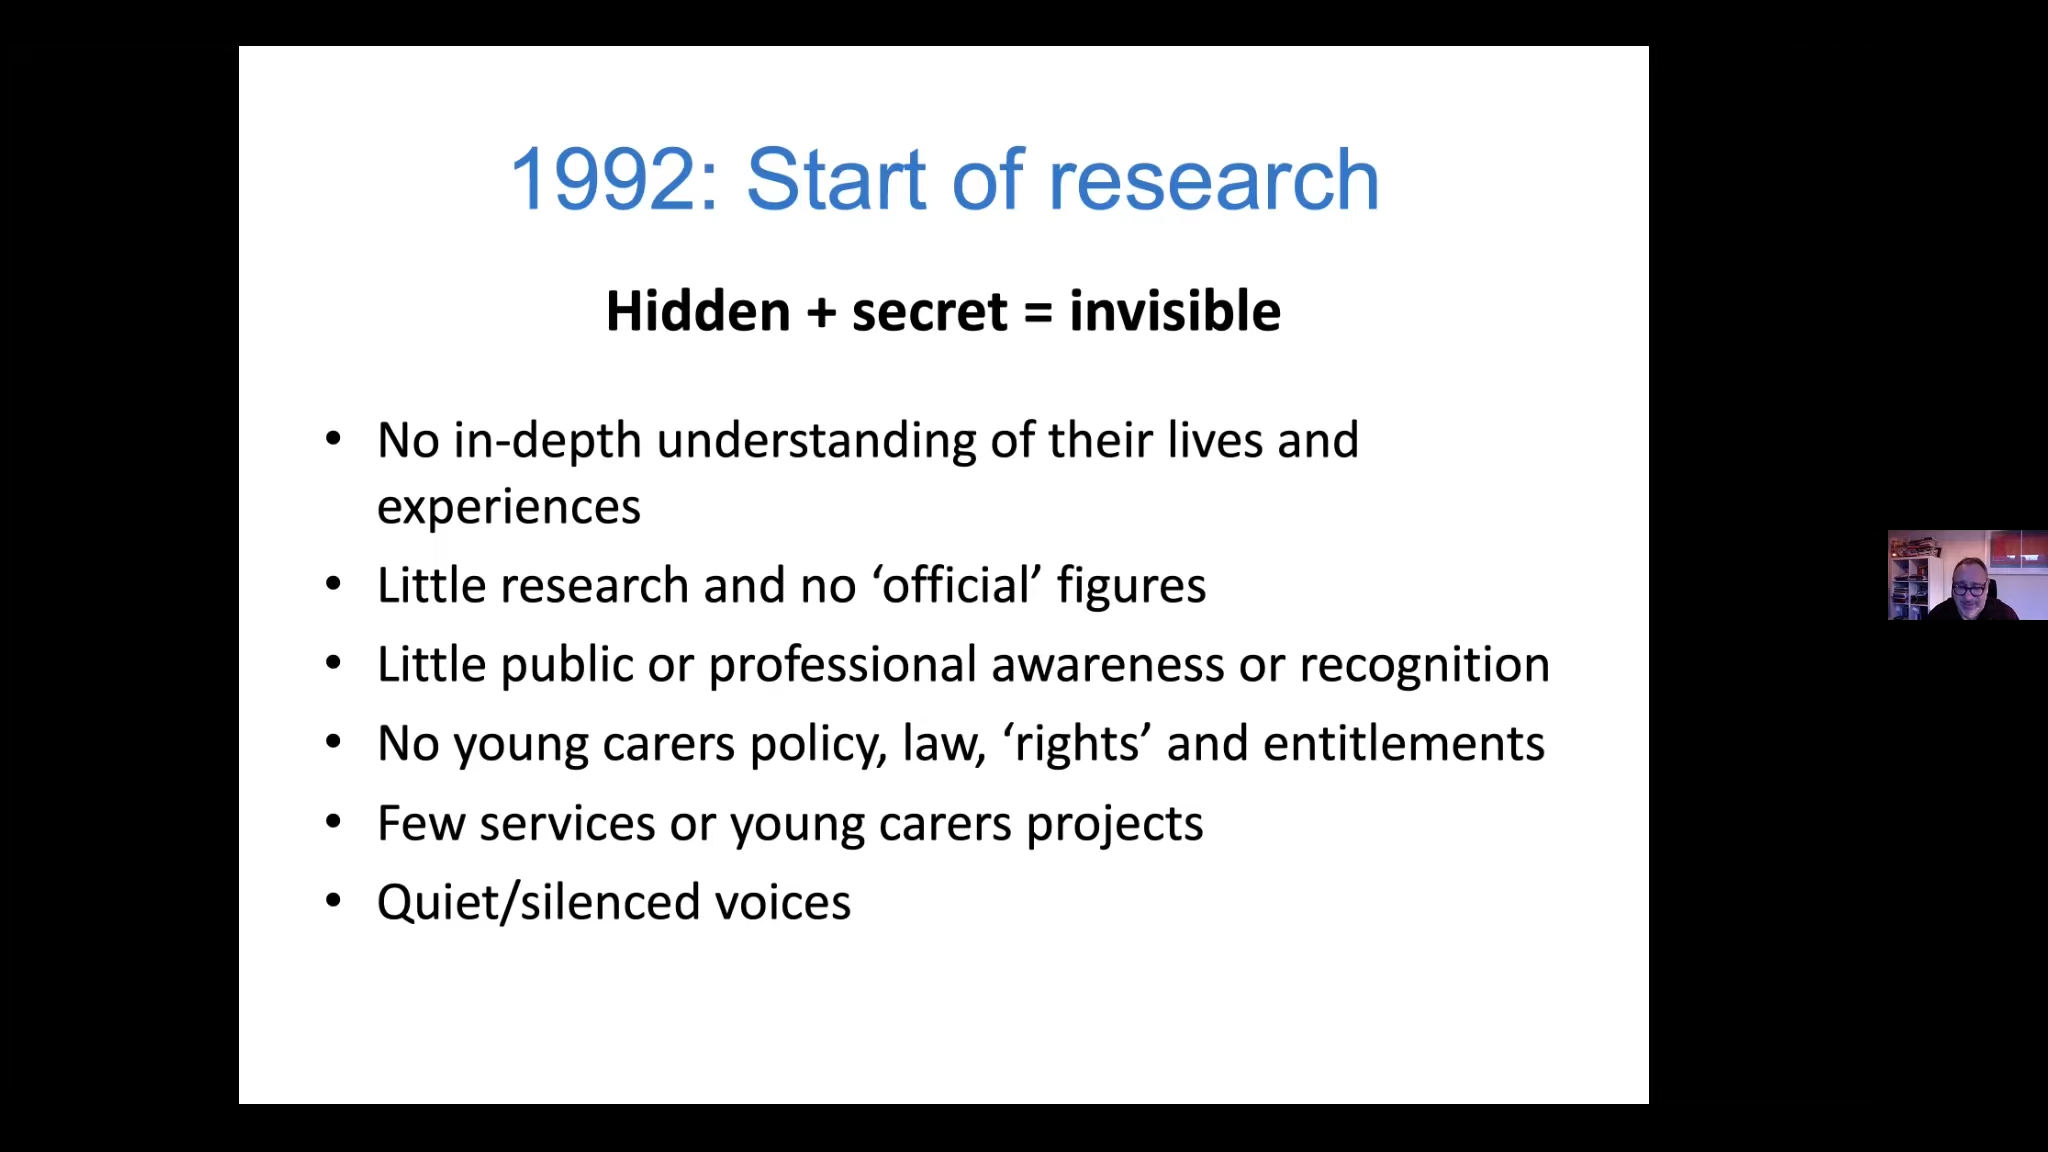 1992: Start of research
Hidden + secret = invisible
• No in-depth understanding of their lives and
experiences
• Little research and no ‘official’ figures
• Little public or professional awareness or recognition
• No young carers policy, law, ‘rights’ and entitlements
• Few services or young carers projects
• Quiet/silenced voices